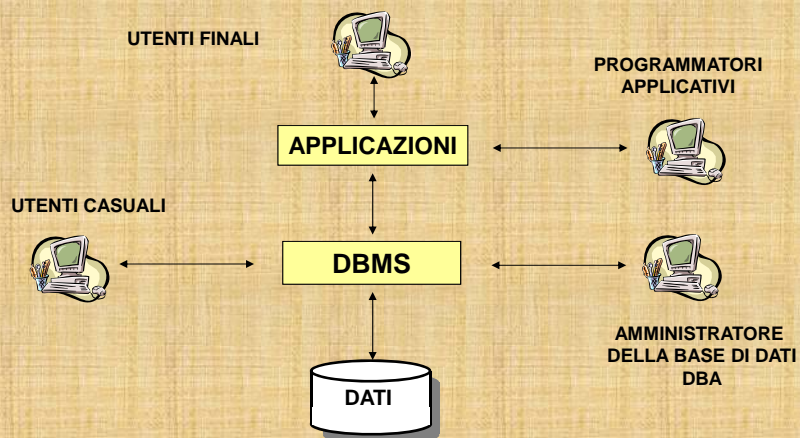 UTENTI FINALI
PROGRAMMATORI
APPLICATIVI
APPLICAZIONI
UTENTI CASUALI
DBMS
AMMINISTRATORE
DELLA BASE DI DATI
DBA
DATI